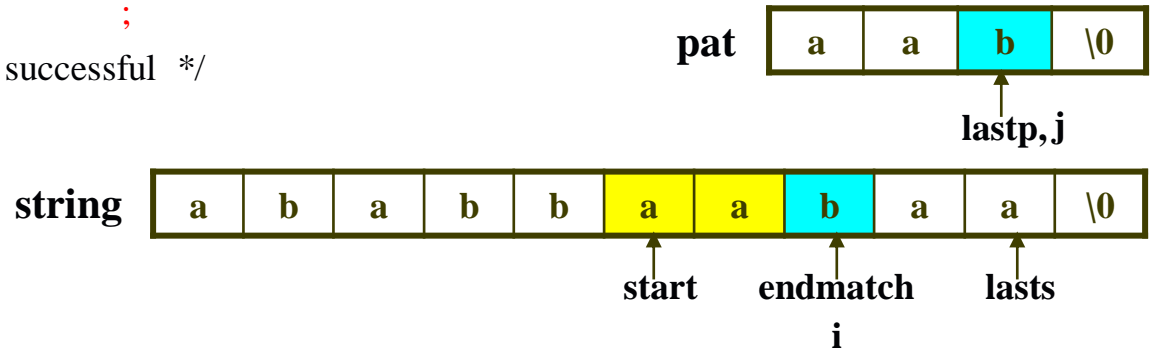 ;
successful */
pat a a b \0
lastp, j
string a b a b b a a b a a \0
start endmatch lasts
i